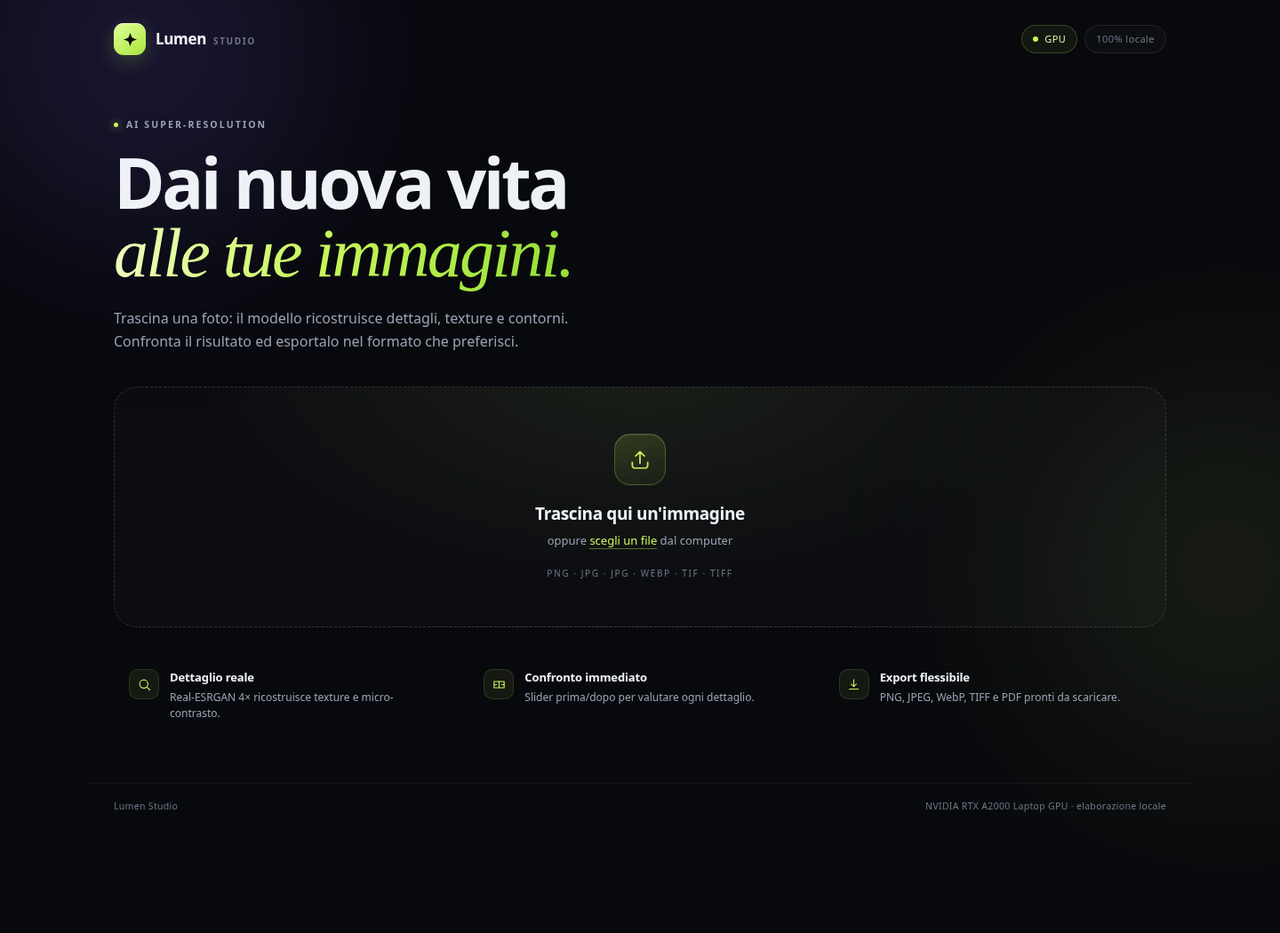 Lumen STUDIO
GPU
100% locale
AI SUPER-RESOLUTION
Dai nuova vita
alle tue immagini.
Trascina una foto: il modello ricostruisce dettagli, texture e contorni.
Confronta il risultato ed esportalo nel formato che preferisci.
Trascina qui un'immagine
oppure scegli un file dal computer
PNG · JPG · JPG · WEBP · TIF · TIFF
Dettaglio reale
Real-ESRGAN 4× ricostruisce texture e micro-
contrasto.
Confronto immediato
Slider prima/dopo per valutare ogni dettaglio.
Export flessibile
PNG, JPEG, WebP, TIFF e PDF pronti da scaricare.
Lumen Studio
NVIDIA RTX A2000 Laptop GPU · elaborazione locale